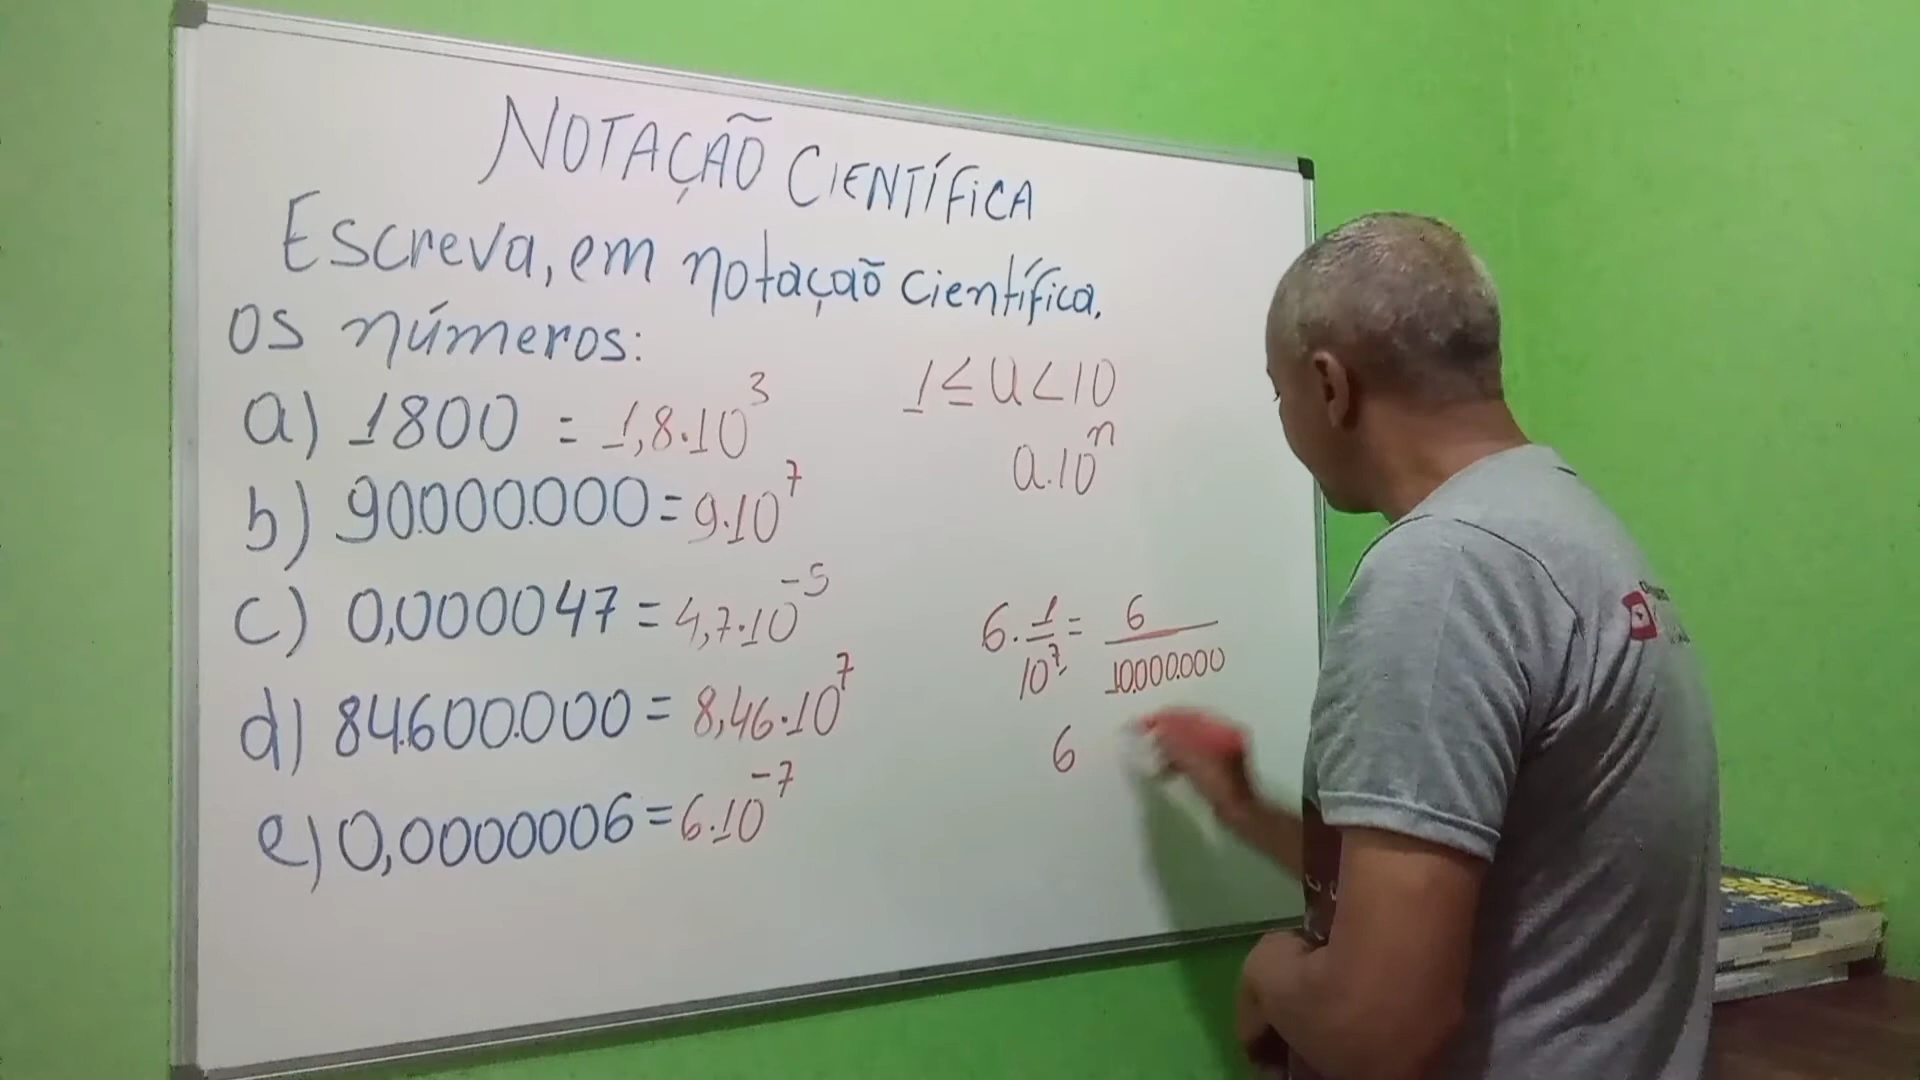 NOTAÇÃO CIENTÍFICA
Escreva, em notação científica,
os números:
a) 1800 = 1,8.10³
b) 90.000.000 = 9.10⁷
c) 0,000047 = 4,7.10⁻⁵
d) 84.600.000 = 8,46.10⁷
e) 0,0000006 = 6.10⁻⁷
1 ≤ a < 10
a.10ⁿ
6 . 1/10⁷ = 6/10.000.000
6